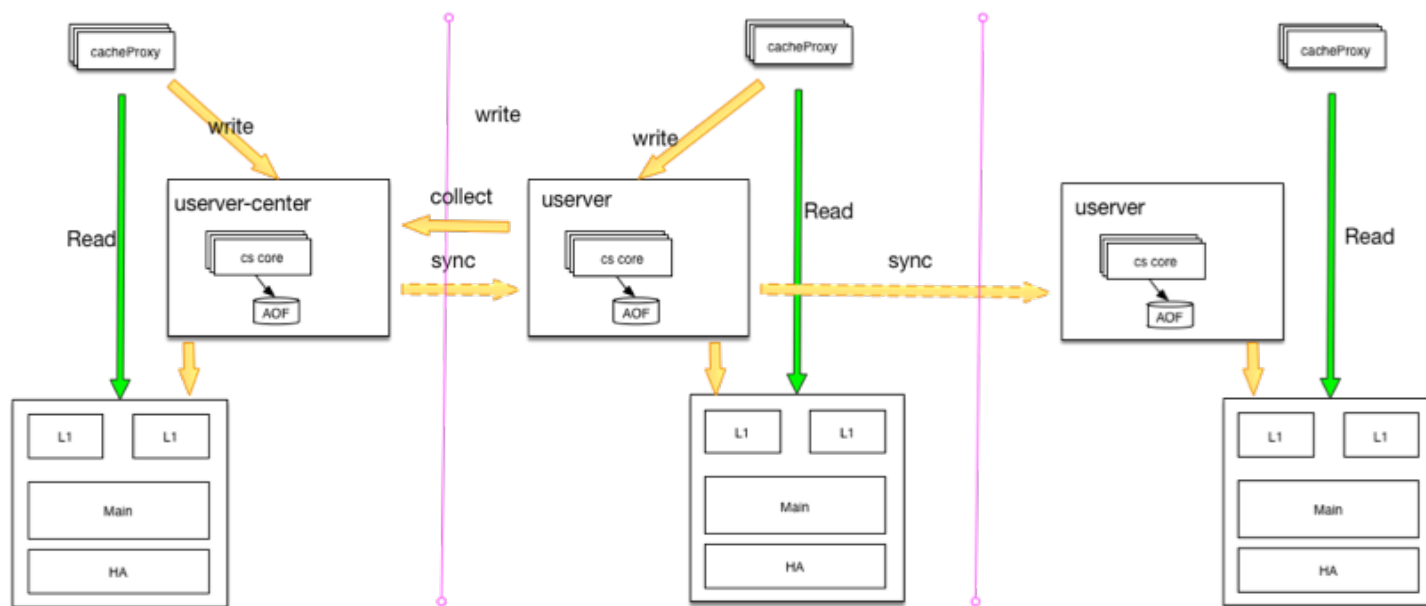 cacheProxy
cacheProxy
cacheProxy
write
write
write
userver-center
collect
userver
userver
Read
Read
Read
cs core
sync
cs core
sync
cs core
AOF
AOF
AOF
L1
L1
L1
L1
L1
L1
Main
Main
Main
HA
HA
HA